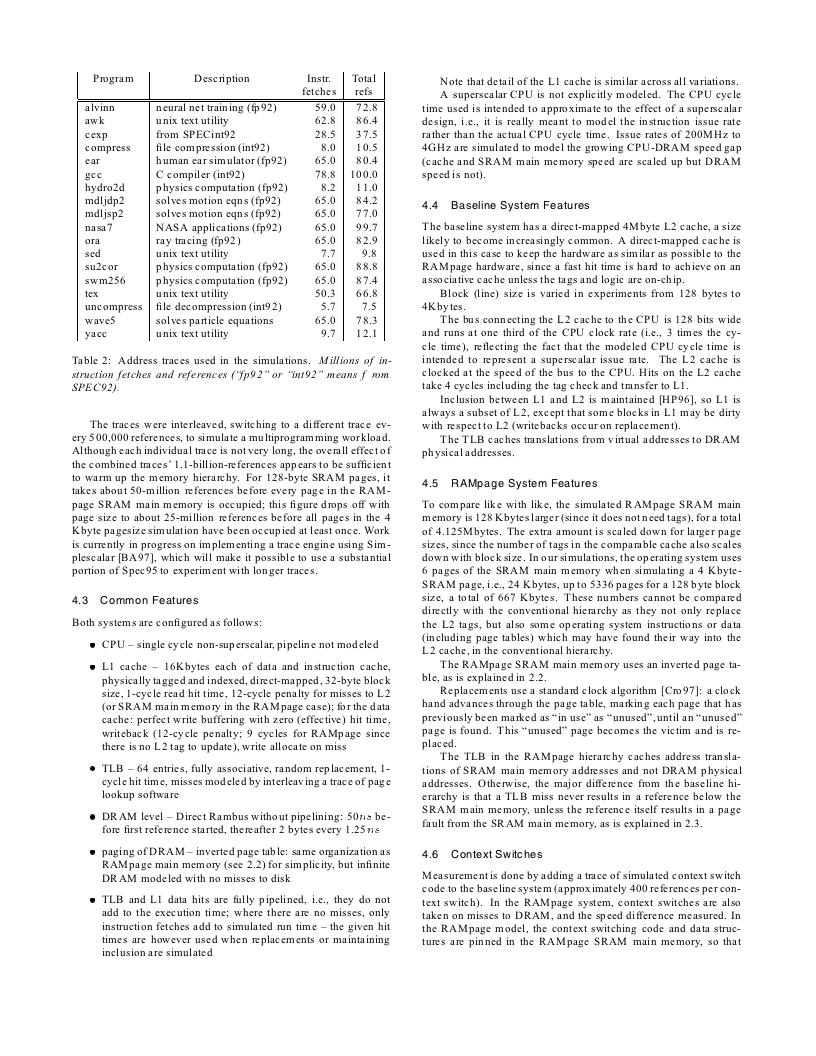 Program Description Instr. Total
fetches refs
alvinn neural net training (fp92) 59.0 72.8
awk unix text utility 62.8 86.4
cexp from SPECint92 28.5 37.5
compress file compression (int92) 8.0 10.5
ear human ear simulator (fp92) 65.0 80.4
gcc C compiler (int92) 78.8 100.0
hydro2d physics computation (fp92) 8.2 11.0
mdljdp2 solves motion eqns (fp92) 65.0 84.2
mdljsp2 solves motion eqns (fp92) 65.0 77.0
nasa7 NASA applications (fp92) 65.0 99.7
ora ray tracing (fp92) 65.0 82.9
sed unix text utility 7.7 9.8
su2cor physics computation (fp92) 65.0 88.8
swm256 physics computation (fp92) 65.0 87.4
tex unix text utility 50.3 66.8
uncompress file decompression (int92) 5.7 7.5
wave5 solves particle equations 65.0 78.3
yacc unix text utility 9.7 12.1
Table 2: Address traces used in the simulations. Millions of in-
struction fetches and references ("fp92" or "int92" means f rom
SPEC92).
The traces were interleaved, switching to a different trace ev-
ery 500,000 references, to simulate a multiprogramming workload.
Although each individual trace is not very long, the overall effect of
the combined traces' 1.1-billion-references appears to be sufficient
to warm up the memory hierarchy. For 128-byte SRAM pages, it
takes about 50-million references before every page in the RAM-
page SRAM main memory is occupied; this figure drops off with
page size to about 25-million references before all pages in the 4
Kbyte pagesize simulation have been occupied at least once. Work
is currently in progress on implementing a trace engine using Sim-
plescalar [BA97], which will make it possible to use a substantial
portion of Spec95 to experiment with longer traces.
4.3 Common Features
Both systems are configured as follows:
• CPU – single cycle non-superscalar, pipeline not modeled
• L1 cache – 16Kbytes each of data and instruction cache,
physically tagged and indexed, direct-mapped, 32-byte block
size, 1-cycle read hit time, 12-cycle penalty for misses to L2
(or SRAM main memory in the RAMpage case); for the data
cache: perfect write buffering with zero (effective) hit time,
writeback (12-cycle penalty; 9 cycles for RAMpage since
there is no L2 tag to update), write allocate on miss
• TLB – 64 entries, fully associative, random replacement, 1-
cycle hit time, misses modeled by interleaving a trace of page
lookup software
• DRAM level – Direct Rambus without pipelining: 50ns be-
fore first reference started, thereafter 2 bytes every 1.25ns
• paging of DRAM – inverted page table: same organization as
RAMpage main memory (see 2.2) for simplicity, but infinite
DRAM modeled with no misses to disk
• TLB and L1 data hits are fully pipelined, i.e., they do not
add to the execution time; where there are no misses, only
instruction fetches add to simulated run time – the given hit
times are however used when replacements or maintaining
inclusion are simulated
Note that detail of the L1 cache is similar across all variations.
A superscalar CPU is not explicitly modeled. The CPU cycle
time used is intended to approximate to the effect of a superscalar
design, i.e., it is really meant to model the instruction issue rate
rather than the actual CPU cycle time. Issue rates of 200MHz to
4GHz are simulated to model the growing CPU-DRAM speed gap
(cache and SRAM main memory speed are scaled up but DRAM
speed is not).
4.4 Baseline System Features
The baseline system has a direct-mapped 4Mbyte L2 cache, a size
likely to become increasingly common. A direct-mapped cache is
used in this case to keep the hardware as similar as possible to the
RAMpage hardware, since a fast hit time is hard to achieve on an
associative cache unless the tags and logic are on-chip.
Block (line) size is varied in experiments from 128 bytes to
4Kbytes.
The bus connecting the L2 cache to the CPU is 128 bits wide
and runs at one third of the CPU clock rate (i.e., 3 times the cy-
cle time), reflecting the fact that the modeled CPU cycle time is
intended to represent a superscalar issue rate. The L2 cache is
clocked at the speed of the bus to the CPU. Hits on the L2 cache
take 4 cycles including the tag check and transfer to L1.
Inclusion between L1 and L2 is maintained [HP96], so L1 is
always a subset of L2, except that some blocks in L1 may be dirty
with respect to L2 (writebacks occur on replacement).
The TLB caches translations from virtual addresses to DRAM
physical addresses.
4.5 RAMpage System Features
To compare like with like, the simulated RAMpage SRAM main
memory is 128 Kbytes larger (since it does not need tags), for a total
of 4.125Mbytes. The extra amount is scaled down for larger page
sizes, since the number of tags in the comparable cache also scales
down with block size. In our simulations, the operating system uses
6 pages of the SRAM main memory when simulating a 4 Kbyte-
SRAM page, i.e., 24 Kbytes, up to 5336 pages for a 128 byte block
size, a total of 667 Kbytes. These numbers cannot be compared
directly with the conventional hierarchy as they not only replace
the L2 tags, but also some operating system instructions or data
(including page tables) which may have found their way into the
L2 cache, in the conventional hierarchy.
The RAMpage SRAM main memory uses an inverted page ta-
ble, as is explained in 2.2.
Replacements use a standard clock algorithm [Cro97]: a clock
hand advances through the page table, marking each page that has
previously been marked as "in use" as "unused", until an "unused"
page is found. This "unused" page becomes the victim and is re-
placed.
The TLB in the RAMpage hierarchy caches address transla-
tions of SRAM main memory addresses and not DRAM physical
addresses. Otherwise, the major difference from the baseline hi-
erarchy is that a TLB miss never results in a reference below the
SRAM main memory, unless the reference itself results in a page
fault from the SRAM main memory, as is explained in 2.3.
4.6 Context Switches
Measurement is done by adding a trace of simulated context switch
code to the baseline system (approximately 400 references per con-
text switch). In the RAMpage system, context switches are also
taken on misses to DRAM, and the speed difference measured. In
the RAMpage model, the context switching code and data struc-
tures are pinned in the RAMpage SRAM main memory, so that